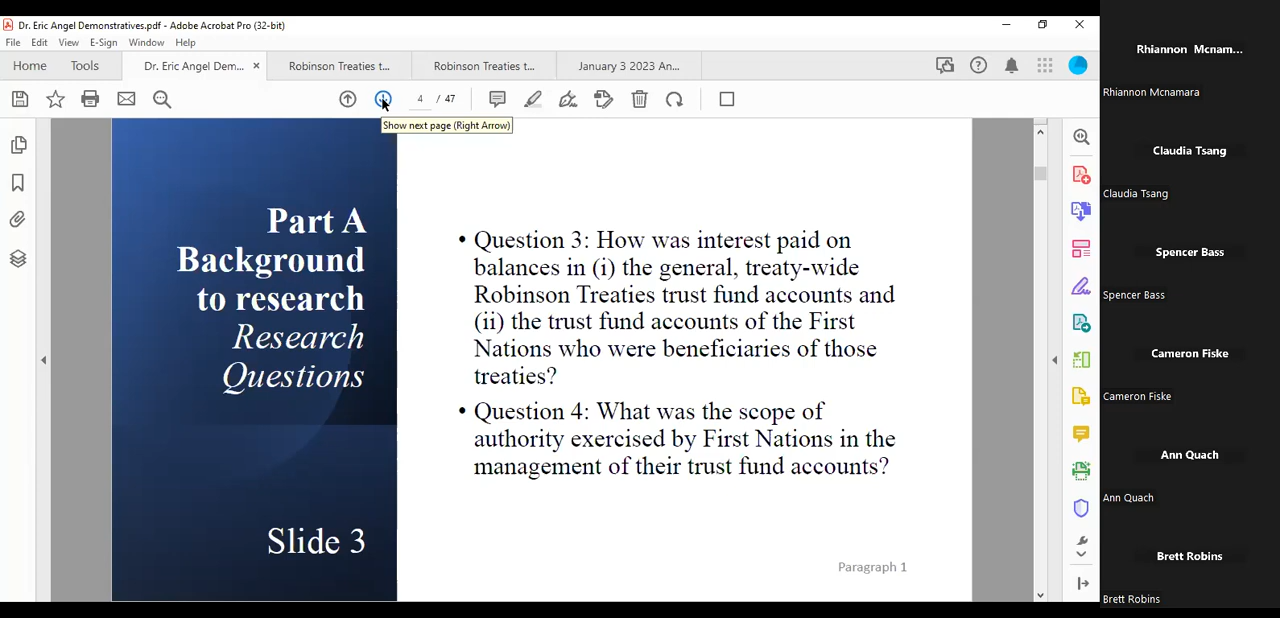 Dr. Eric Angel Demonstratives.pdf - Adobe Acrobat Pro (32-bit)
File Edit View E-Sign Window Help
Home Tools Dr. Eric Angel Dem... × Robinson Treaties t... Robinson Treaties t... January 3 2023 An...
4 / 47
Show next page (Right Arrow)
Part A
Background
to research
Research
Questions
Slide 3
• Question 3: How was interest paid on
balances in (i) the general, treaty-wide
Robinson Treaties trust fund accounts and
(ii) the trust fund accounts of the First
Nations who were beneficiaries of those
treaties?
• Question 4: What was the scope of
authority exercised by First Nations in the
management of their trust fund accounts?
Paragraph 1
Rhiannon Mcnam...
Rhiannon Mcnamara
Claudia Tsang
Claudia Tsang
Spencer Bass
Spencer Bass
Cameron Fiske
Cameron Fiske
Ann Quach
Ann Quach
Brett Robins
Brett Robins